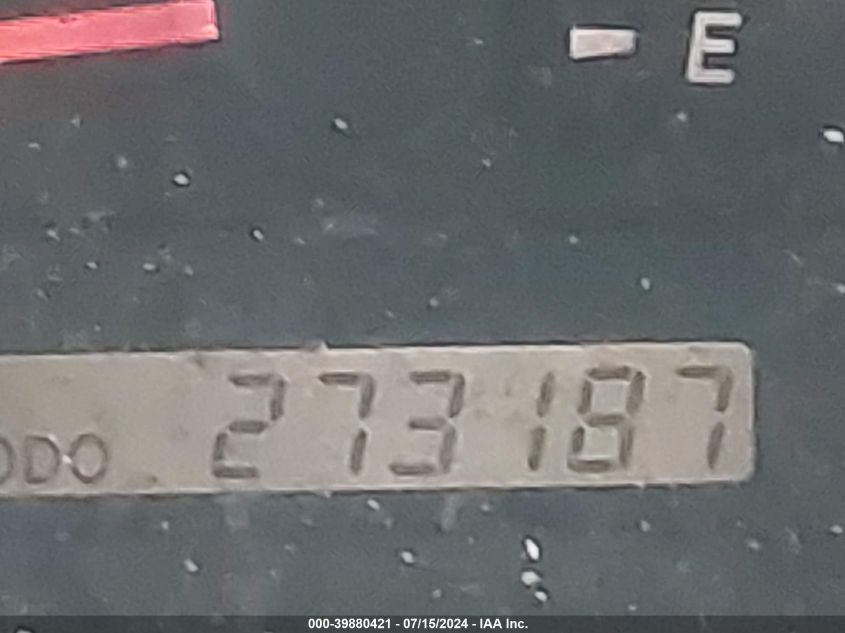 E
ODO 273187
000-39880421 - 07/15/2024 - IAA Inc.